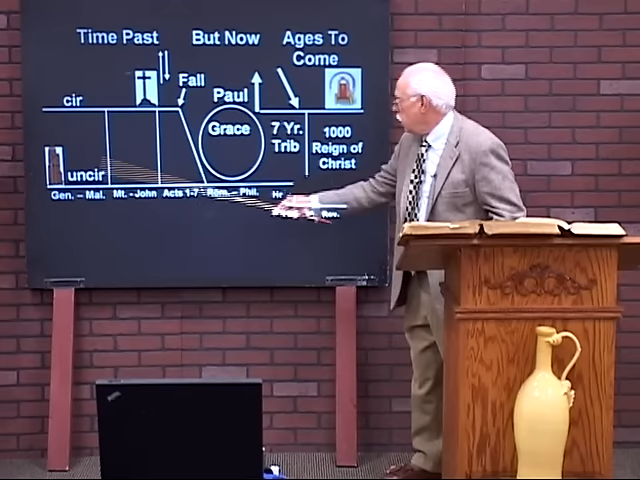 Time Past
But Now
Ages To
Come
Fall
Paul
cir
Grace
7 Yr.
Trib
1000
Reign of
Christ
uncir
Gen. – Mal.
Mt. - John
Acts 1-7
Rom. – Phil.
Rev.